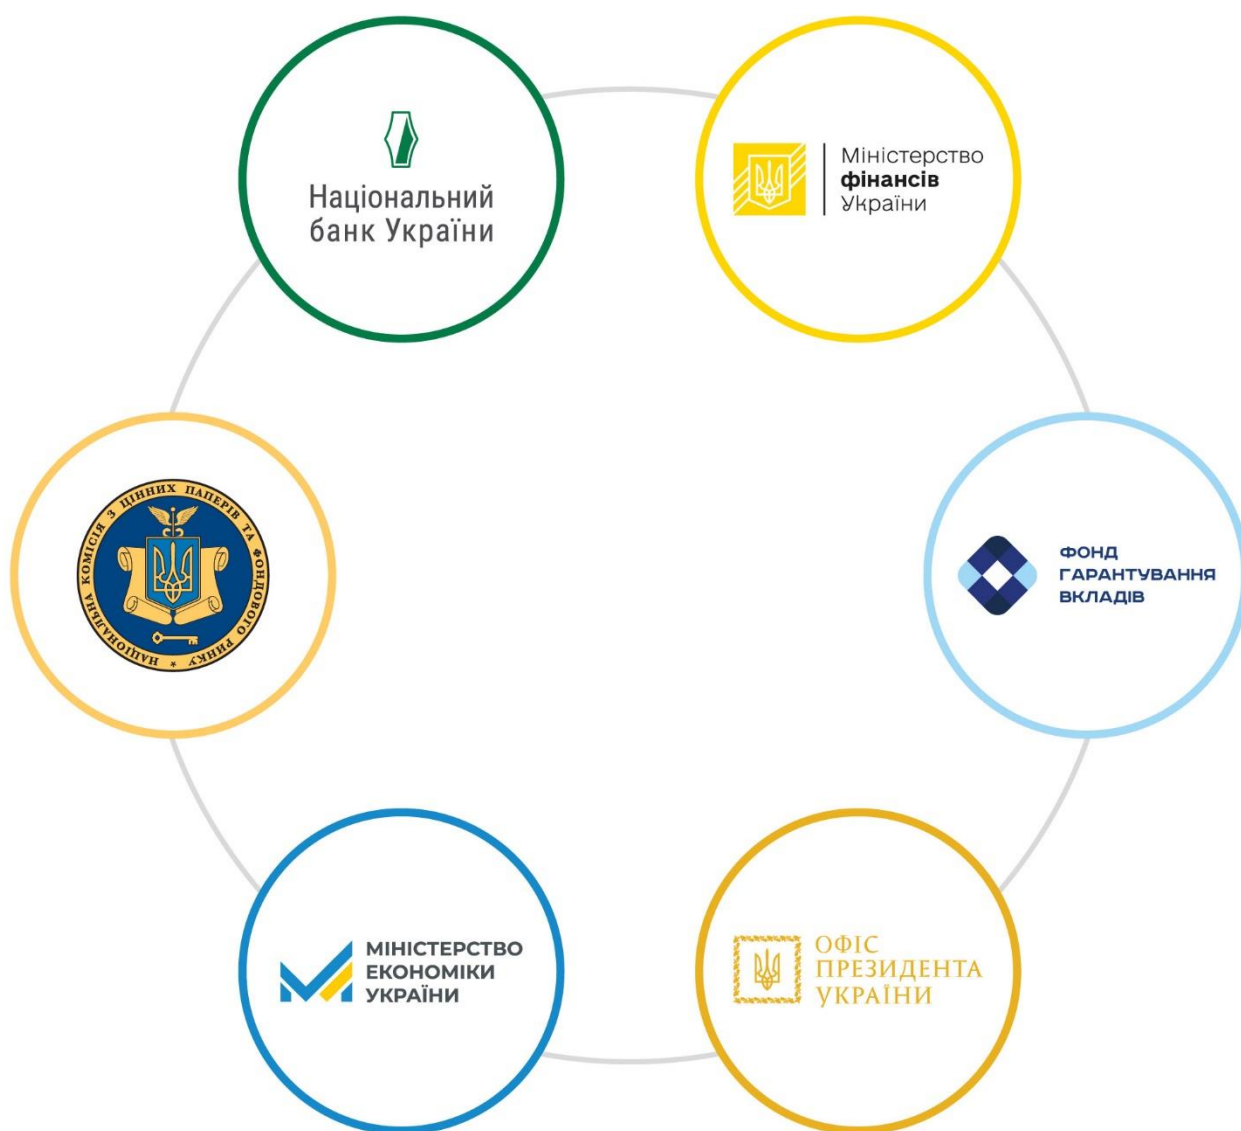 Національний
банк України
Міністерство
фінансів
України
НАЦІОНАЛЬНА КОМІСІЯ З ЦІННИХ ПАПЕРІВ ТА ФОНДОВОГО РИНКУ *
ФОНД
ГАРАНТУВАННЯ
ВКЛАДІВ
МІНІСТЕРСТВО
ЕКОНОМІКИ
УКРАЇНИ
ОФІС
ПРЕЗИДЕНТА
УКРАЇНИ